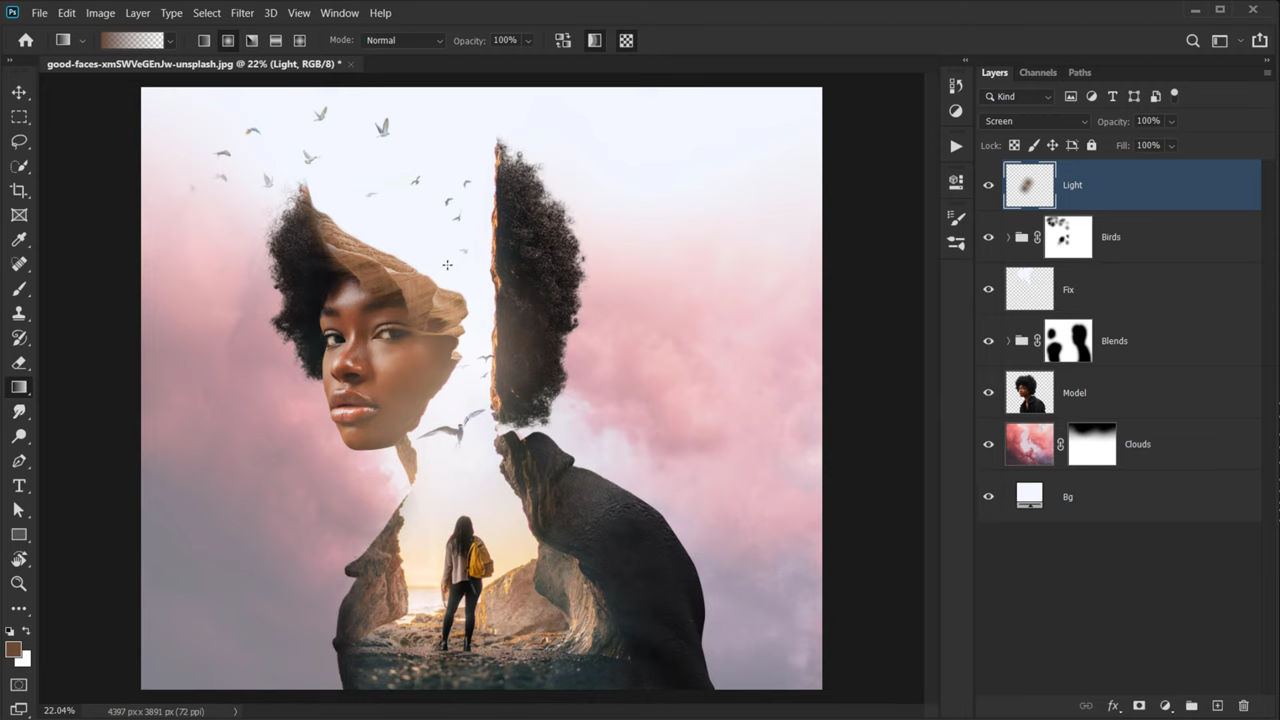 Ps File Edit Image Layer Type Select Filter 3D View Window Help
Mode: Normal Opacity: 100%
good-faces-xmSWVeGEnJw-unsplash.jpg @ 22% (Light, RGB/8) *
Layers Channels Paths
Kind
Screen Opacity: 100%
Lock: Fill: 100%
Light
Birds
Fix
Blends
Model
Clouds
Bg
22.04% 4397 px x 3891 px (72 ppi)